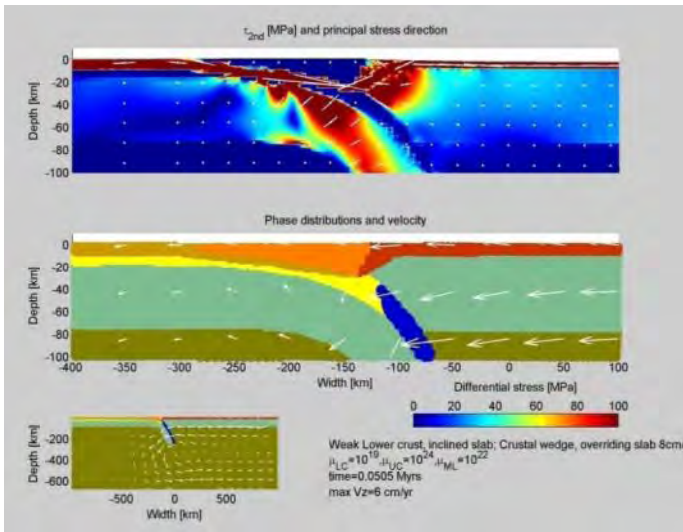 τ2nd [MPa] and principal stress direction
0
-20
-40
-60
-80
-100
Depth [km]
Phase distributions and velocity
0
-20
-40
-60
-80
-100
Depth [km]
-400 -350 -300 -250 -200 -150 -100 -50 0 50 100
Width [km]
Differential stress [MPa]
0 20 40 60 80 100
Weak Lower crust, inclined slab; Crustal wedge, overriding slab 8cm/
μLC=10^19,μUC=10^24,μML=10^22
time=0.0505 Myrs
max Vz=6 cm/yr
-200
-400
-600
Depth [km]
-500 0 500
Width [km]